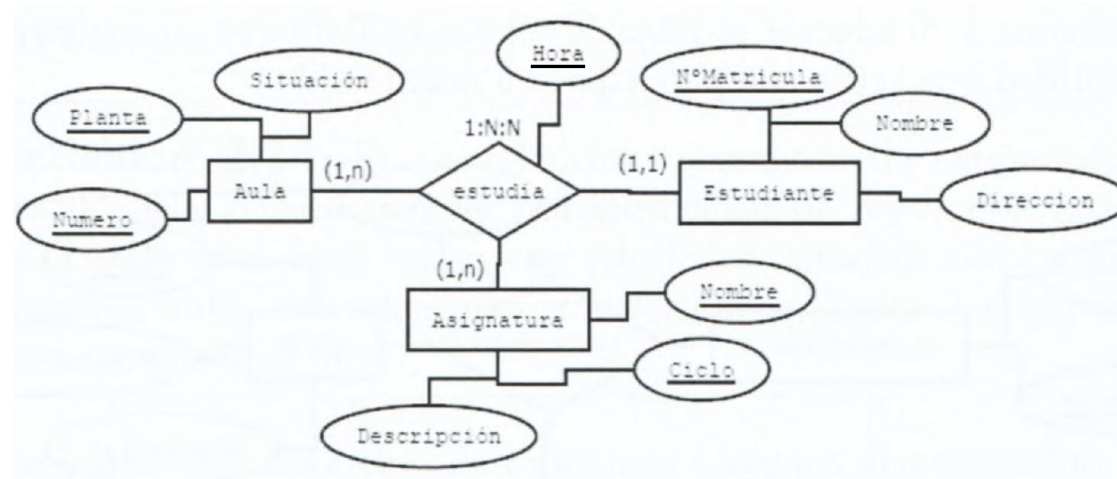 Hora
Situación
NºMatricula
Planta
1:N:N
Nombre
(1,n)
estudia
(1,1)
Aula
Estudiante
Direccion
Numero
(1,n)
Nombre
Asignatura
Ciclo
Descripción